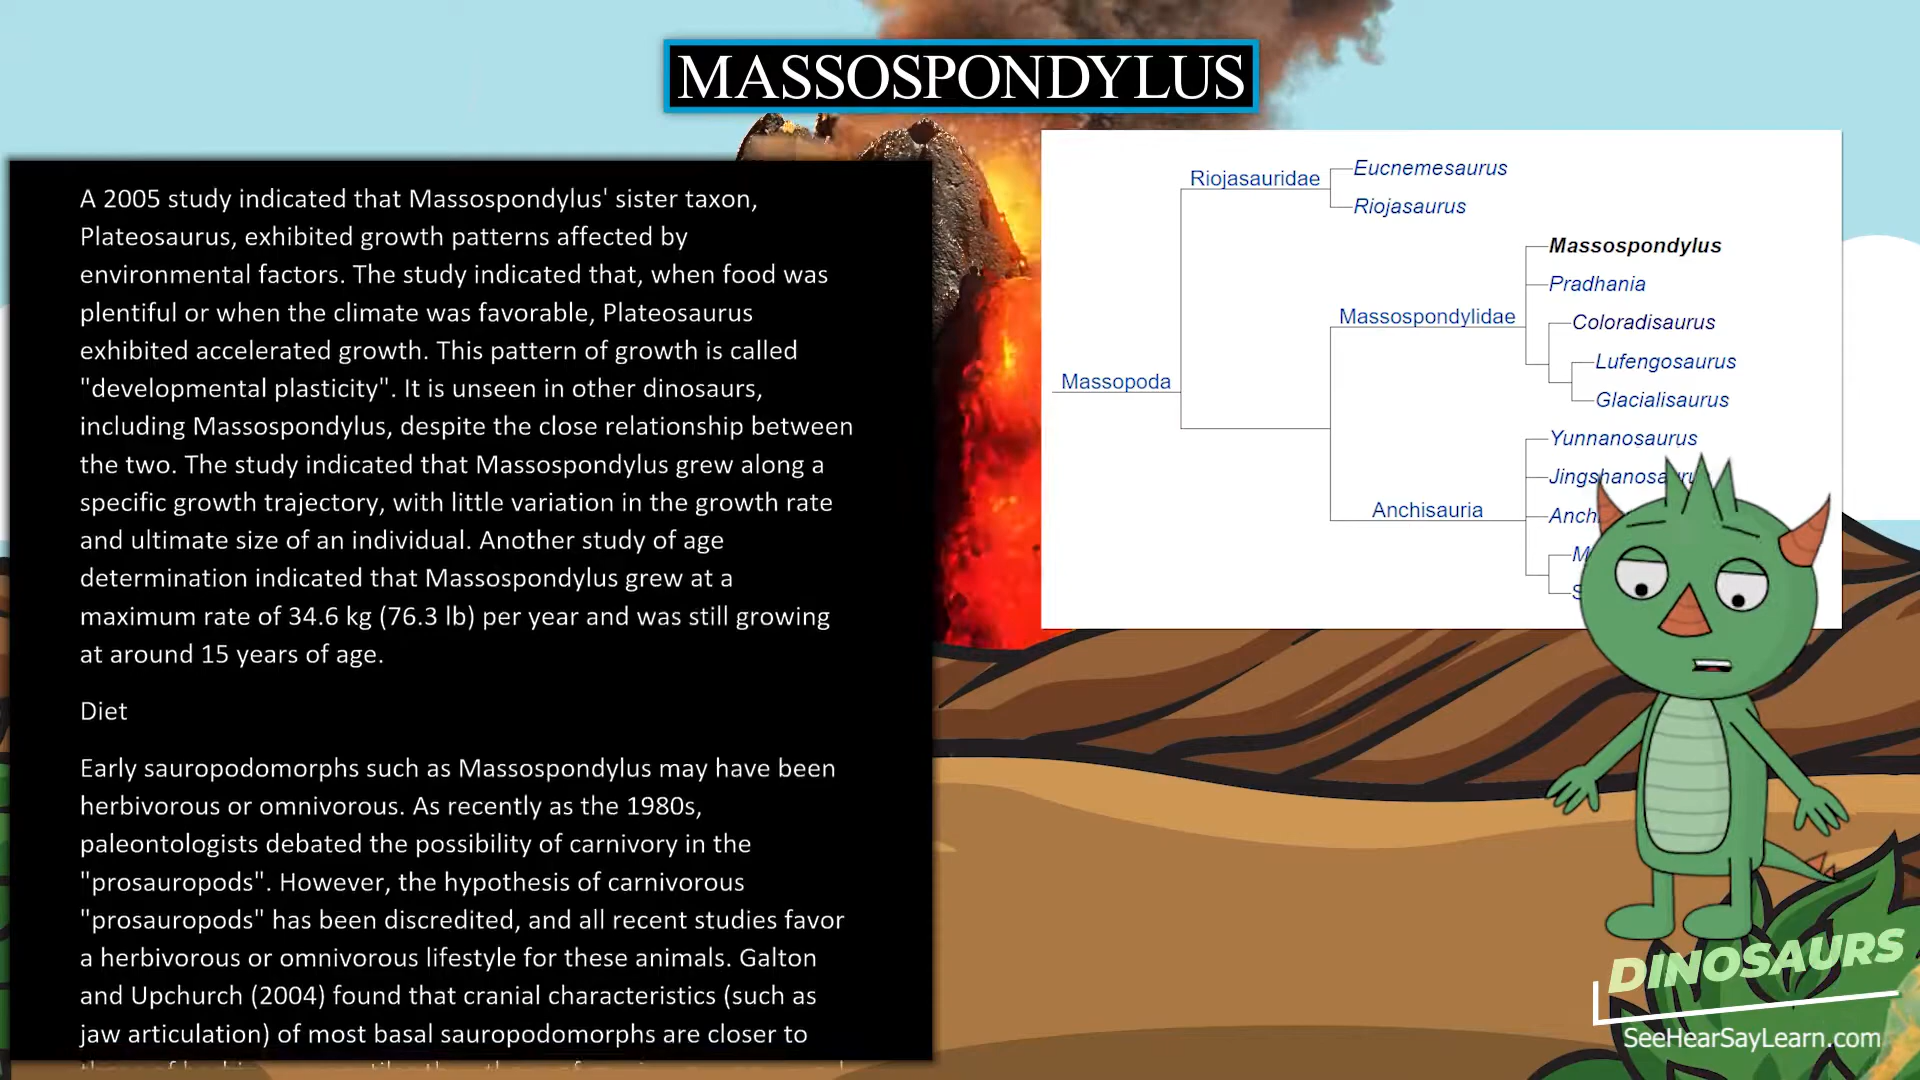 MASSOSPONDYLUS
A 2005 study indicated that Massospondylus' sister taxon,
Plateosaurus, exhibited growth patterns affected by
environmental factors. The study indicated that, when food was
plentiful or when the climate was favorable, Plateosaurus
exhibited accelerated growth. This pattern of growth is called
"developmental plasticity". It is unseen in other dinosaurs,
including Massospondylus, despite the close relationship between
the two. The study indicated that Massospondylus grew along a
specific growth trajectory, with little variation in the growth rate
and ultimate size of an individual. Another study of age
determination indicated that Massospondylus grew at a
maximum rate of 34.6 kg (76.3 lb) per year and was still growing
at around 15 years of age.
Diet
Early sauropodomorphs such as Massospondylus may have been
herbivorous or omnivorous. As recently as the 1980s,
paleontologists debated the possibility of carnivory in the
"prosauropods". However, the hypothesis of carnivorous
"prosauropods" has been discredited, and all recent studies favor
a herbivorous or omnivorous lifestyle for these animals. Galton
and Upchurch (2004) found that cranial characteristics (such as
jaw articulation) of most basal sauropodomorphs are closer to
Massopoda
Riojasauridae
Eucnemesaurus
Riojasaurus
Massospondylidae
Massospondylus
Pradhania
Coloradisaurus
Lufengosaurus
Glacialisaurus
Anchisauria
Yunnanosaurus
DINOSAURS
SeeHearSayLearn.com